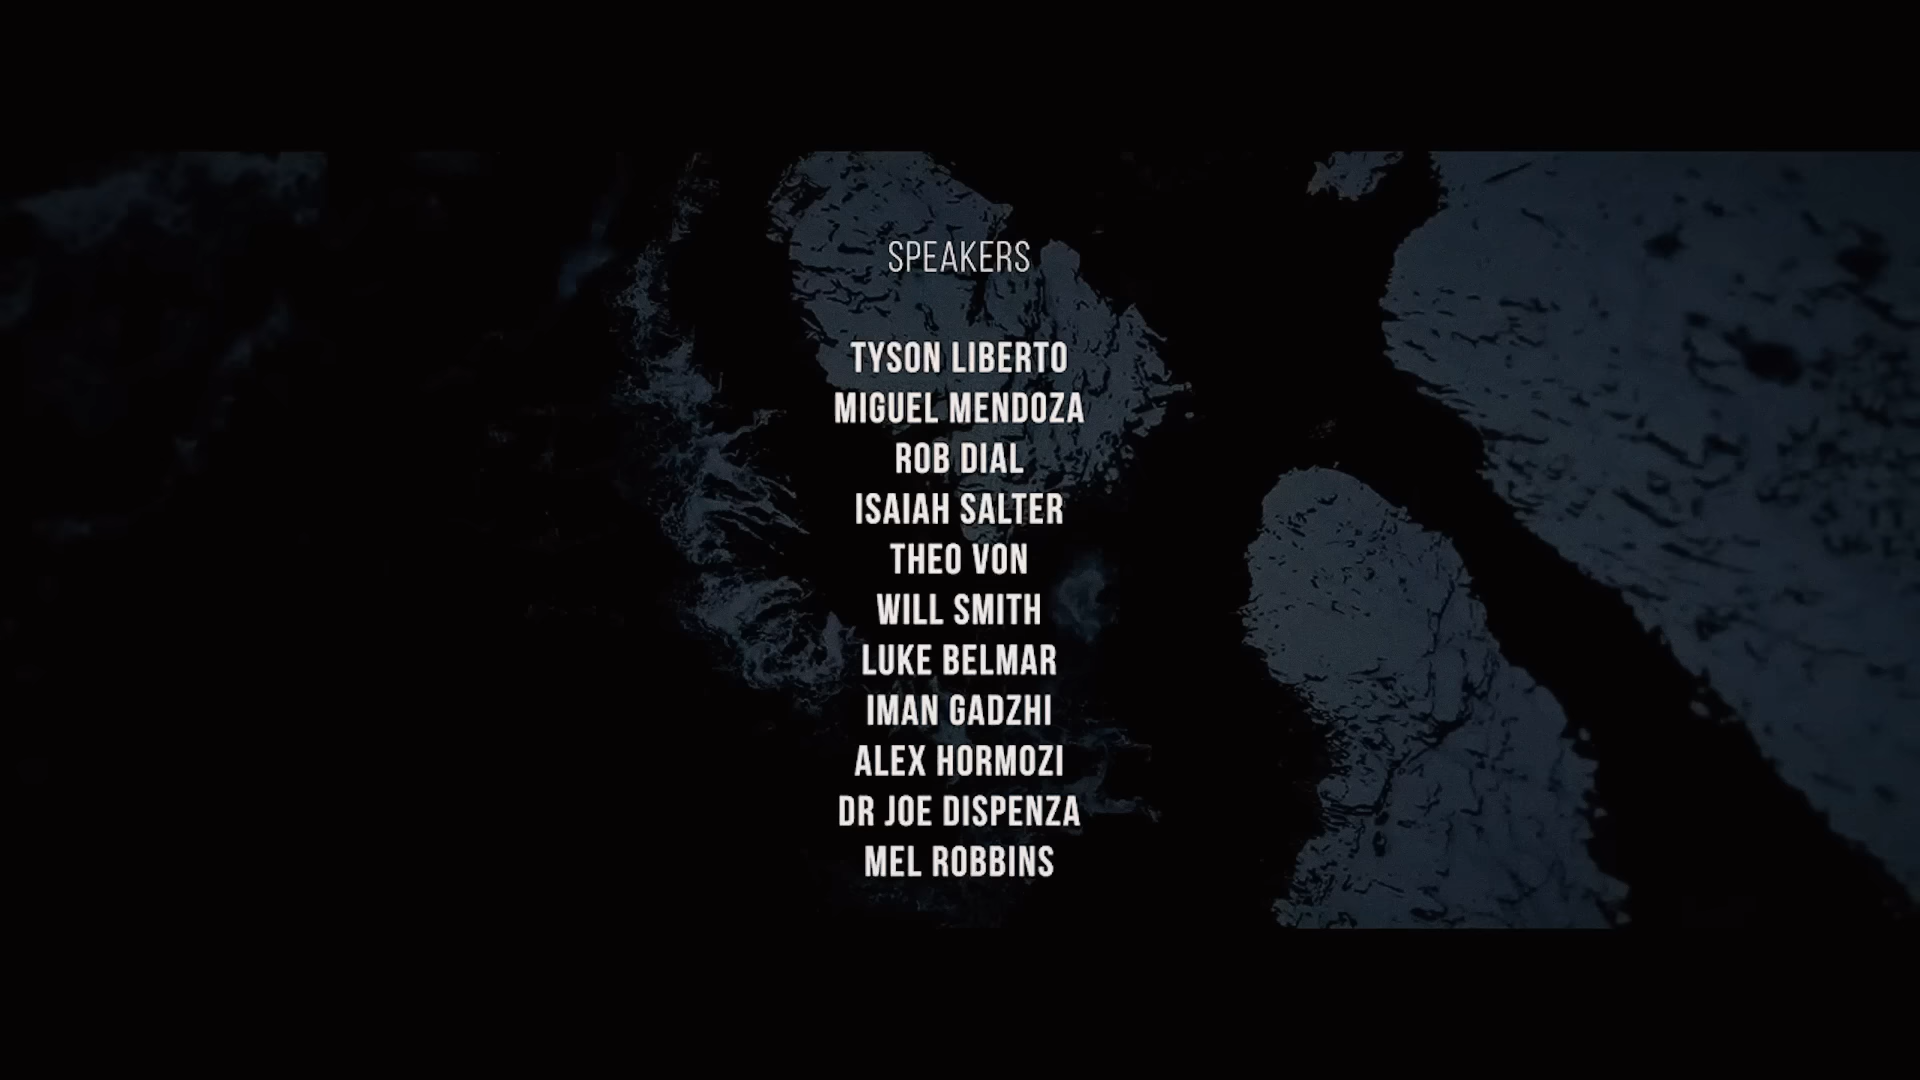 SPEAKERS
TYSON LIBERTO
MIGUEL MENDOZA
ROB DIAL
ISAIAH SALTER
THEO VON
WILL SMITH
LUKE BELMAR
IMAN GADZHI
ALEX HORMOZI
DR JOE DISPENZA
MEL ROBBINS